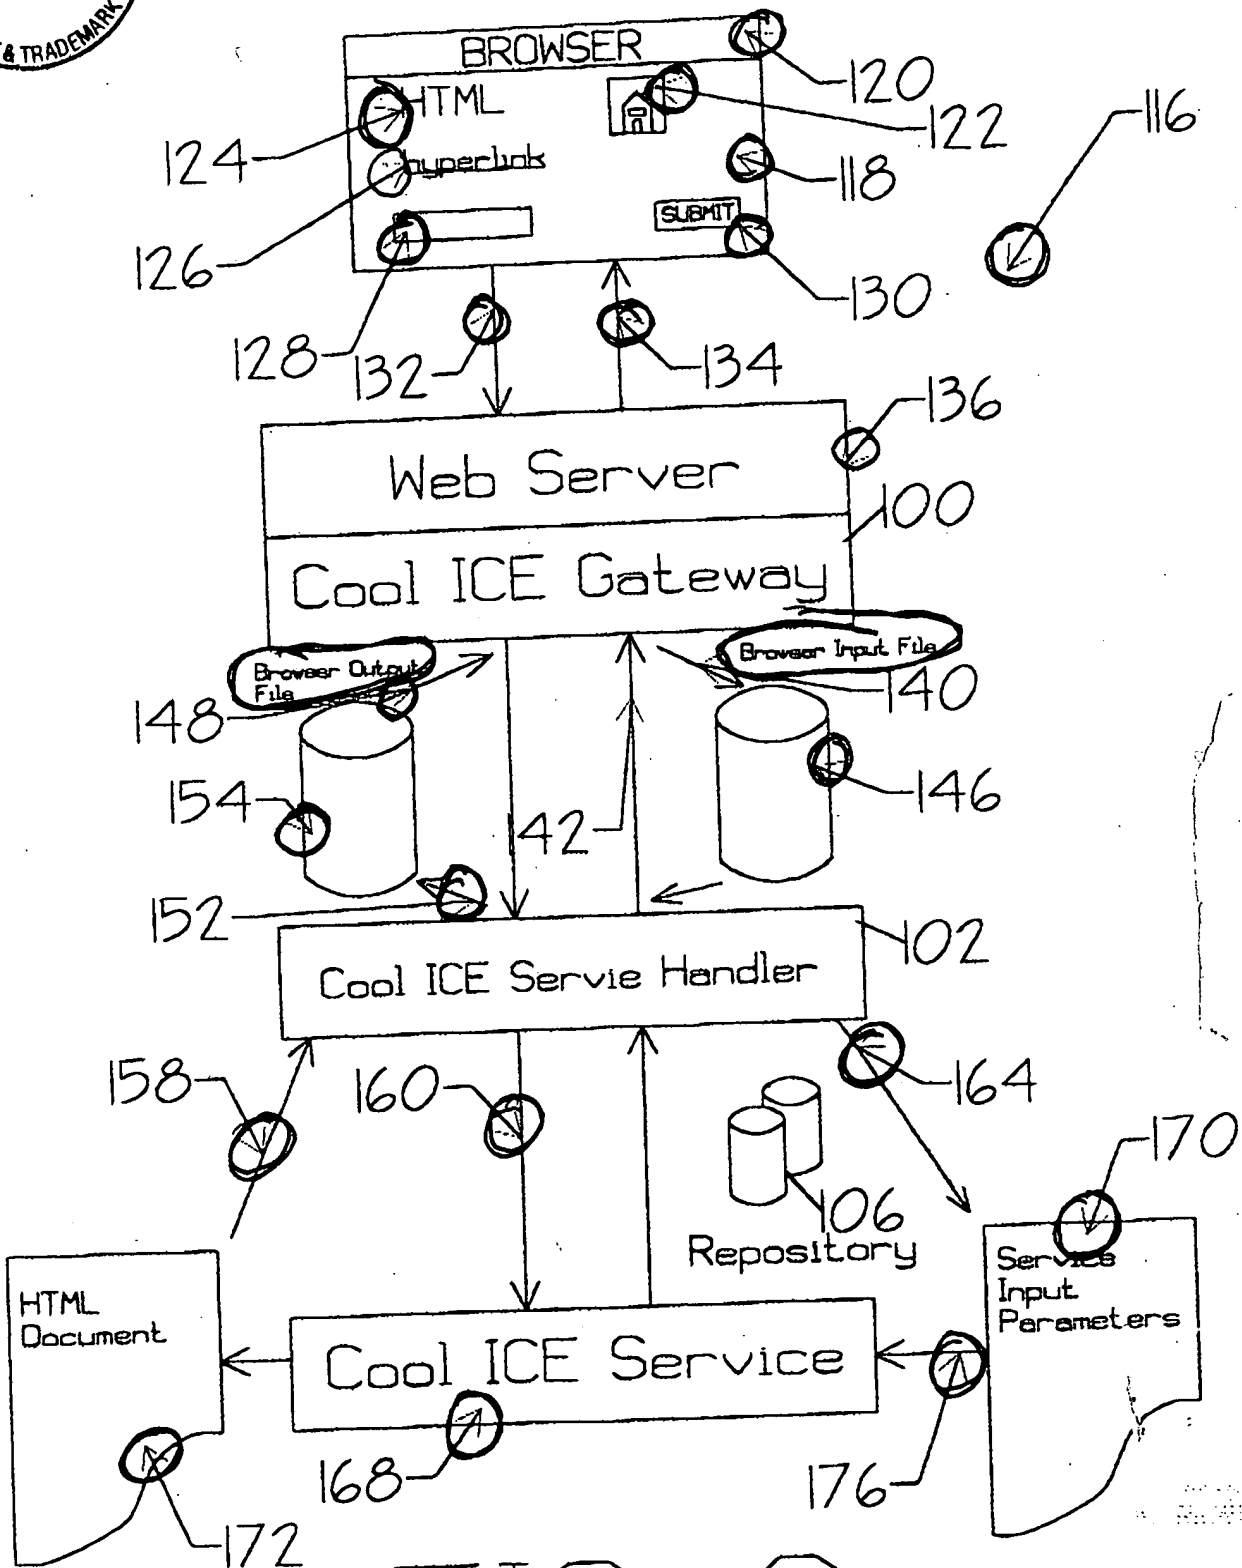 & TRADEMARK
BROWSER
120
HTML
122
116
124
hyperlink
118
SUBMIT
126
130
128
132
134
136
Web Server
100
Cool ICE Gateway
Browser Output
File
Browser Input File
148
140
154
146
142
152
102
Cool ICE Servie Handler
158
160
164
170
106
Repository
Service
Input
Parameters
HTML
Document
Cool ICE Service
168
176
172